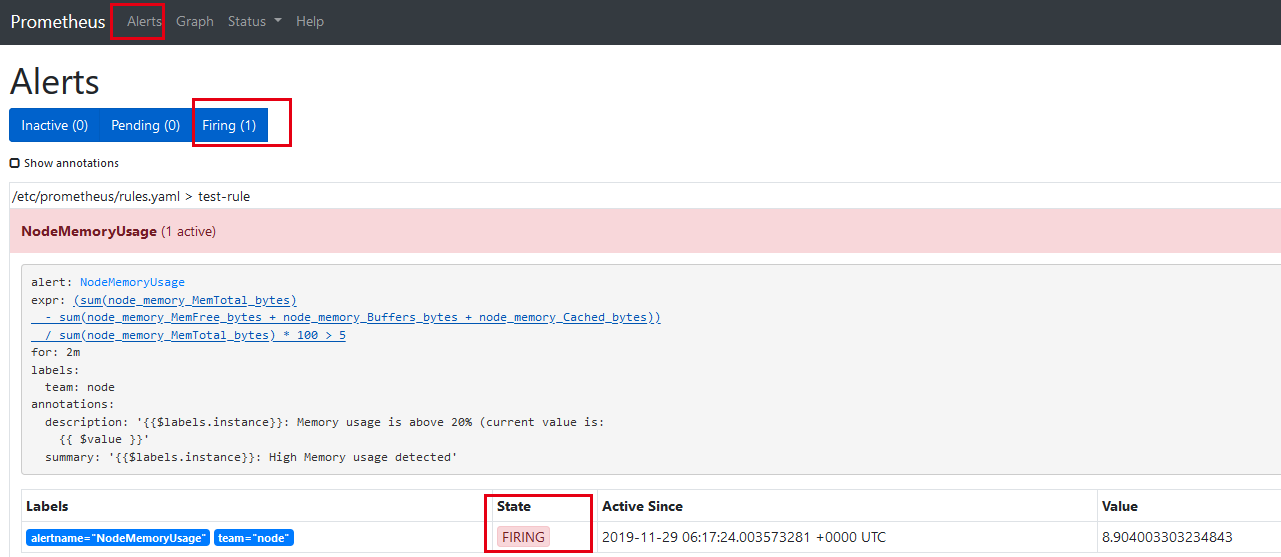 Prometheus Alerts Graph Status Help
Alerts
Inactive (0) Pending (0) Firing (1)
Show annotations
/etc/prometheus/rules.yaml > test-rule
NodeMemoryUsage (1 active)
alert: NodeMemoryUsage
expr: (sum(node_memory_MemTotal_bytes)
- sum(node_memory_MemFree_bytes + node_memory_Buffers_bytes + node_memory_Cached_bytes))
/ sum(node_memory_MemTotal_bytes) * 100 > 5
for: 2m
labels:
team: node
annotations:
description: '{{$labels.instance}}: Memory usage is above 20% (current value is:
{{ $value }}'
summary: '{{$labels.instance}}: High Memory usage detected'
Labels State Active Since Value
alertname="NodeMemoryUsage" team="node" FIRING 2019-11-29 06:17:24.003573281 +0000 UTC 8.904003303234843